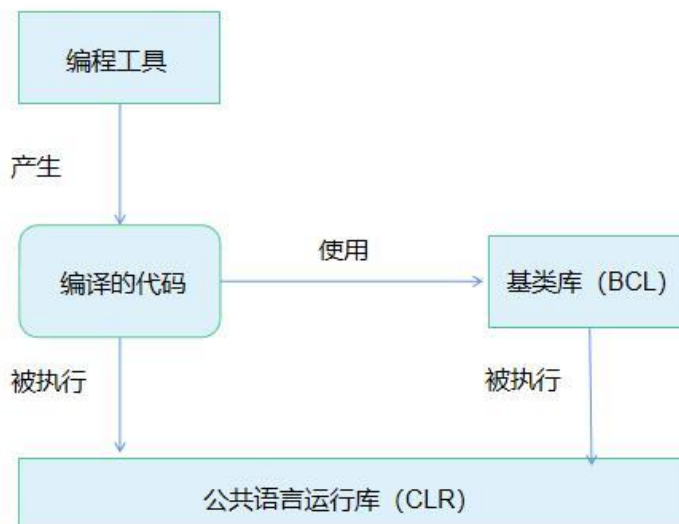 编程工具
产生
使用
编译的代码
基类库（BCL）
被执行
被执行
公共语言运行库（CLR）